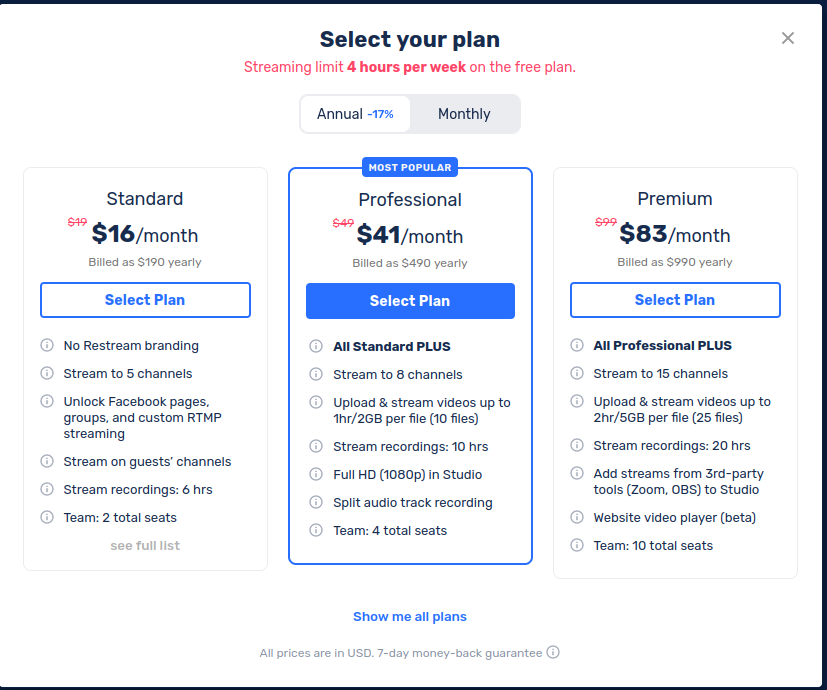 Select your plan
Streaming limit 4 hours per week on the free plan.
Annual -17%
Monthly
Standard
$19 $16/month
Billed as $190 yearly
Select Plan
No Restream branding
Stream to 5 channels
Unlock Facebook pages,
groups, and custom RTMP
streaming
Stream on guests’ channels
Stream recordings: 6 hrs
Team: 2 total seats
see full list
MOST POPULAR
Professional
$49 $41/month
Billed as $490 yearly
Select Plan
All Standard PLUS
Stream to 8 channels
Upload & stream videos up to
1hr/2GB per file (10 files)
Stream recordings: 10 hrs
Full HD (1080p) in Studio
Split audio track recording
Team: 4 total seats
Premium
$99 $83/month
Billed as $990 yearly
Select Plan
All Professional PLUS
Stream to 15 channels
Upload & stream videos up to
2hr/5GB per file (25 files)
Stream recordings: 20 hrs
Add streams from 3rd-party
tools (Zoom, OBS) to Studio
Website video player (beta)
Team: 10 total seats
Show me all plans
All prices are in USD. 7-day money-back guarantee